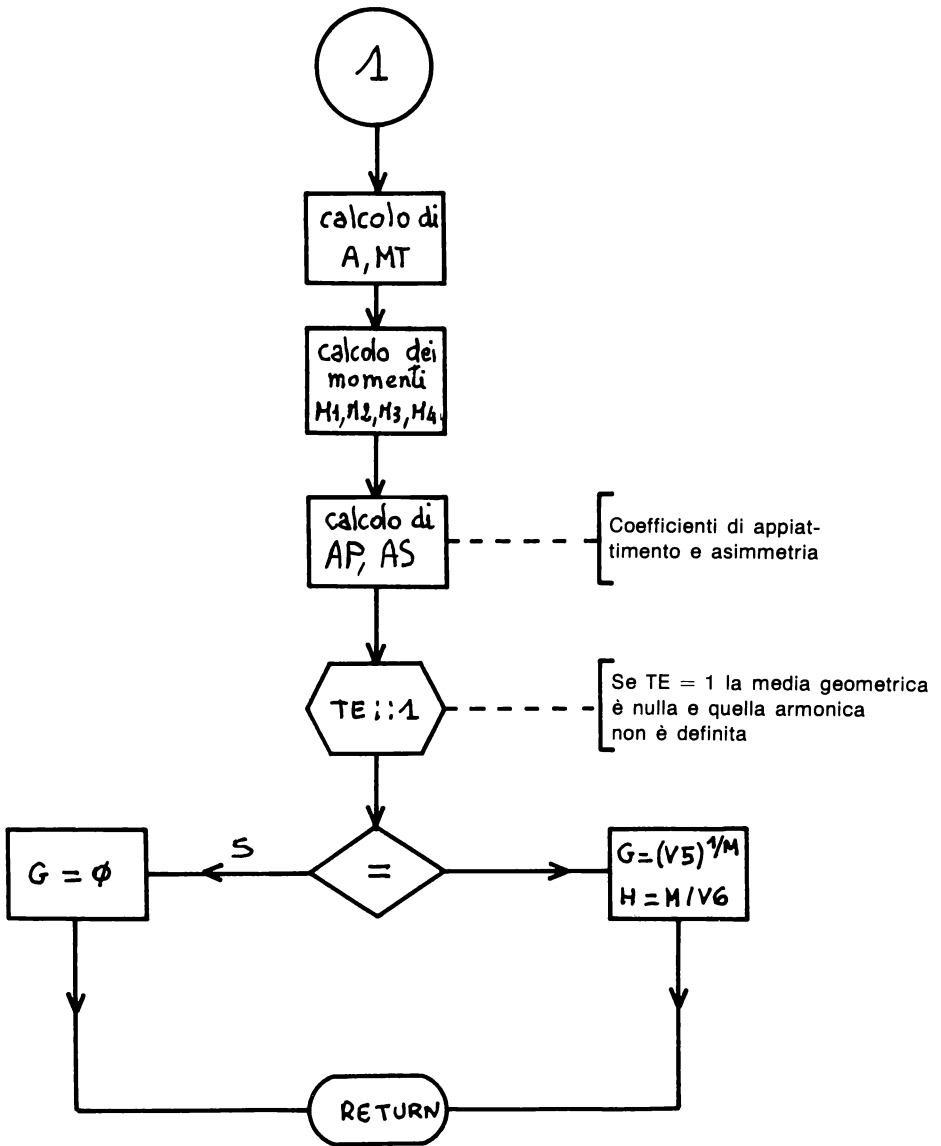 1
calcolo di
A, MT
calcolo dei
momenti
M1, M2, M3, M4.
calcolo di
AP, AS
Coefficienti di appiat-
timento e asimmetria
TE::1
Se TE = 1 la media geometrica
è nulla e quella armonica
non è definita
S
=
G = ϕ
G=(V5)^1/M
H = M/V6
RETURN